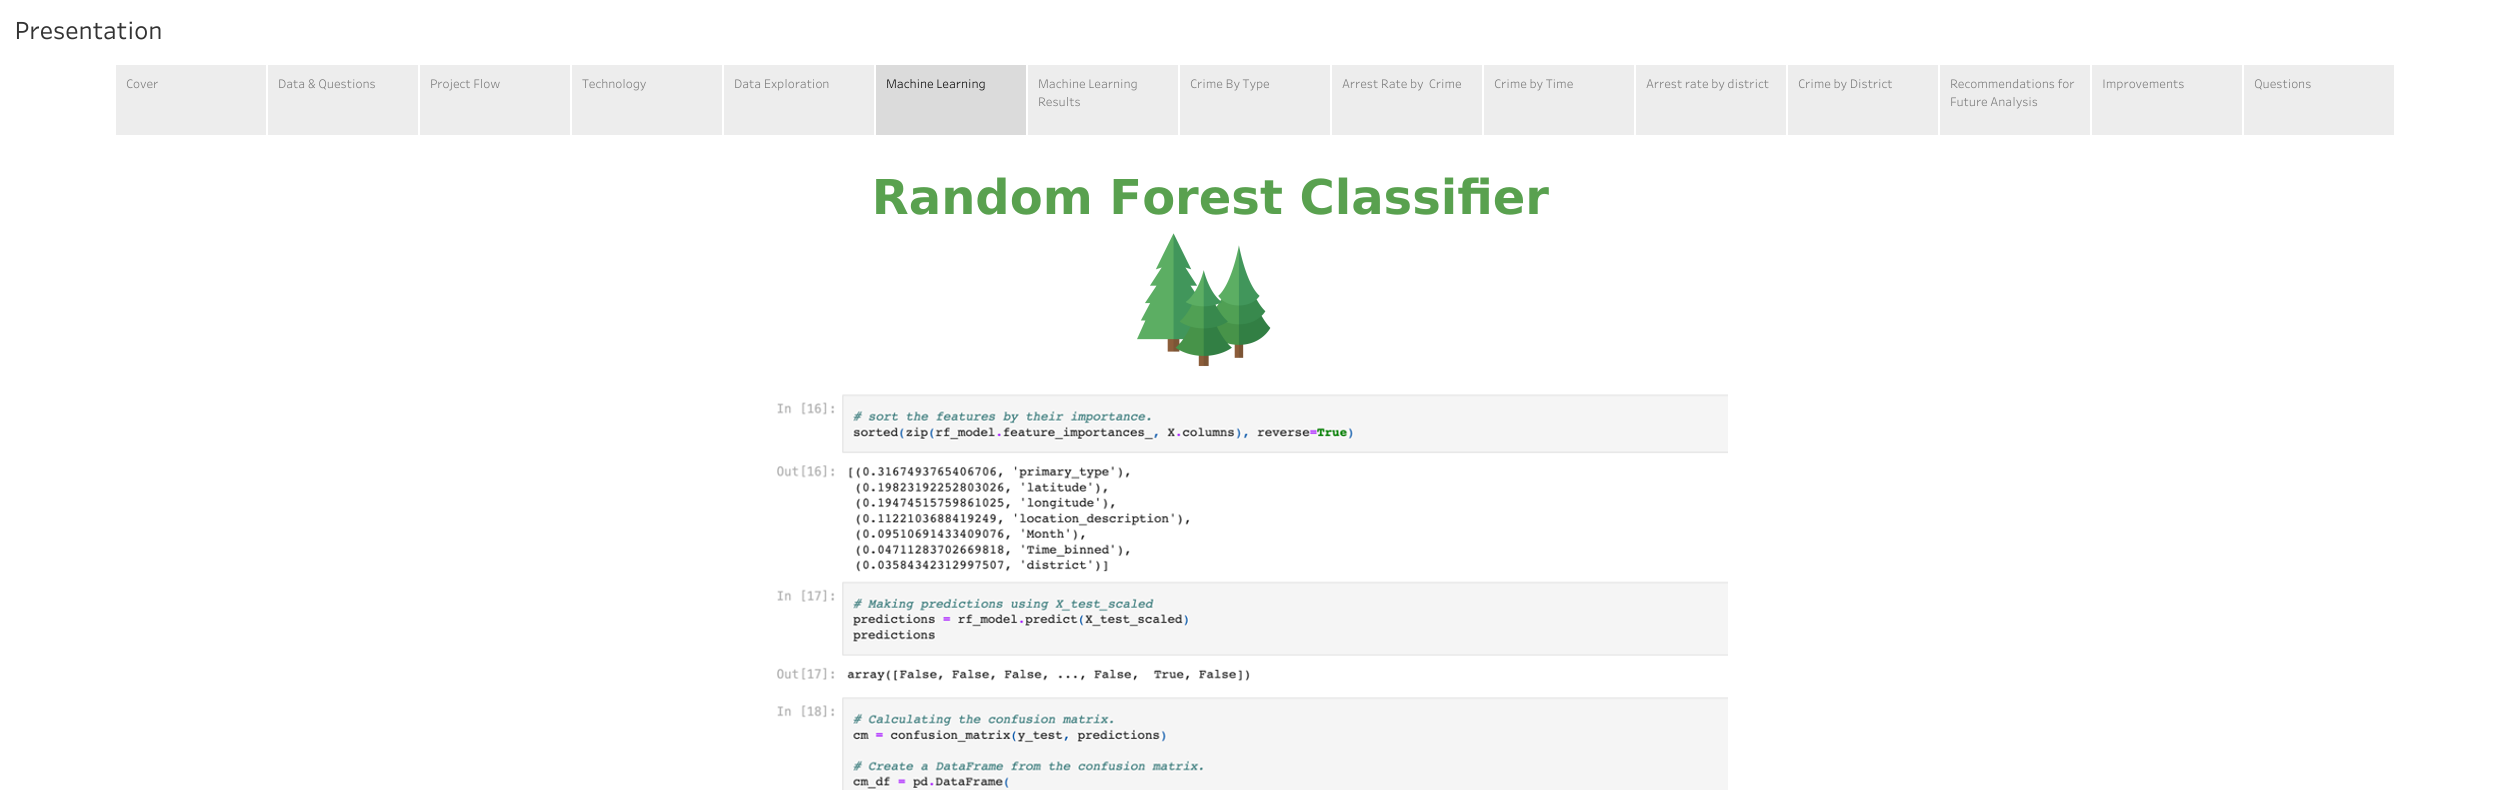 Presentation
Cover
Data & Questions
Project Flow
Technology
Data Exploration
Machine Learning
Machine Learning
Results
Crime By Type
Arrest Rate by  Crime
Crime by Time
Arrest rate by district
Crime by District
Recommendations for
Future Analysis
Improvements
Questions
Random Forest Classifier
In [16]:
# sort the features by their importance.
sorted(zip(rf_model.feature_importances_, X.columns), reverse=True)
Out[16]:
[(0.3167493765406706, 'primary_type'),
(0.19823192252803026, 'latitude'),
(0.19474515759861025, 'longitude'),
(0.1122103688419249, 'location_description'),
(0.09510691433409076, 'Month'),
(0.04711283702669818, 'Time_binned'),
(0.03584342312997507, 'district')]
In [17]:
# Making predictions using X_test_scaled
predictions = rf_model.predict(X_test_scaled)
predictions
Out[17]:
array([False, False, False, ..., False,  True, False])
In [18]:
# Calculating the confusion matrix.
cm = confusion_matrix(y_test, predictions)
# Create a DataFrame from the confusion matrix.
cm_df = pd.DataFrame(